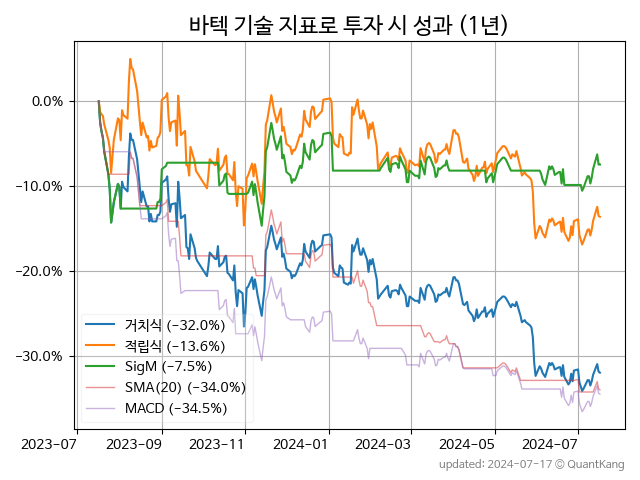 바텍 기술 지표로 투자 시 성과 (1년)
0.0%
−10.0%
−20.0%
−30.0%
거치식 (−32.0%)
적립식 (−13.6%)
SigM (−7.5%)
SMA(20) (−34.0%)
MACD (−34.5%)
2023−07 2023−09 2023−11 2024−01 2024−03 2024−05 2024−07
updated: 2024−07−17 © QuantKang